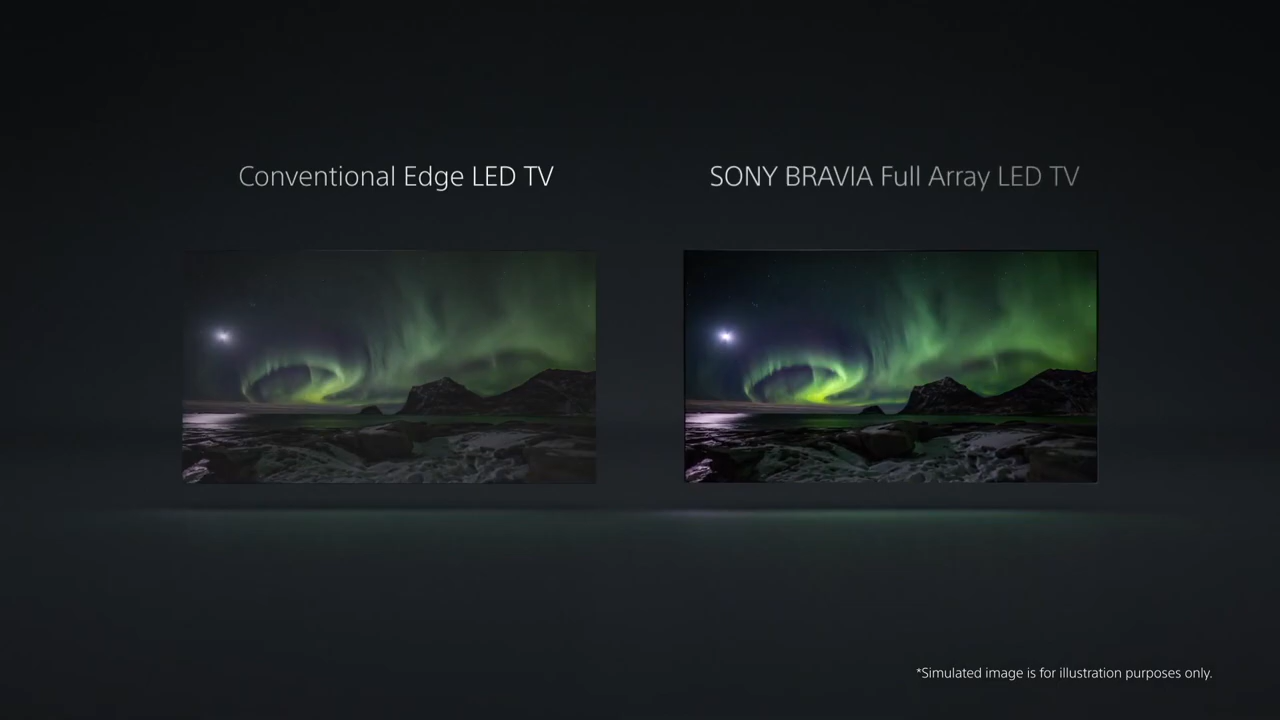 Conventional Edge LED TV
SONY BRAVIA Full Array LED TV
*Simulated image is for illustration purposes only.